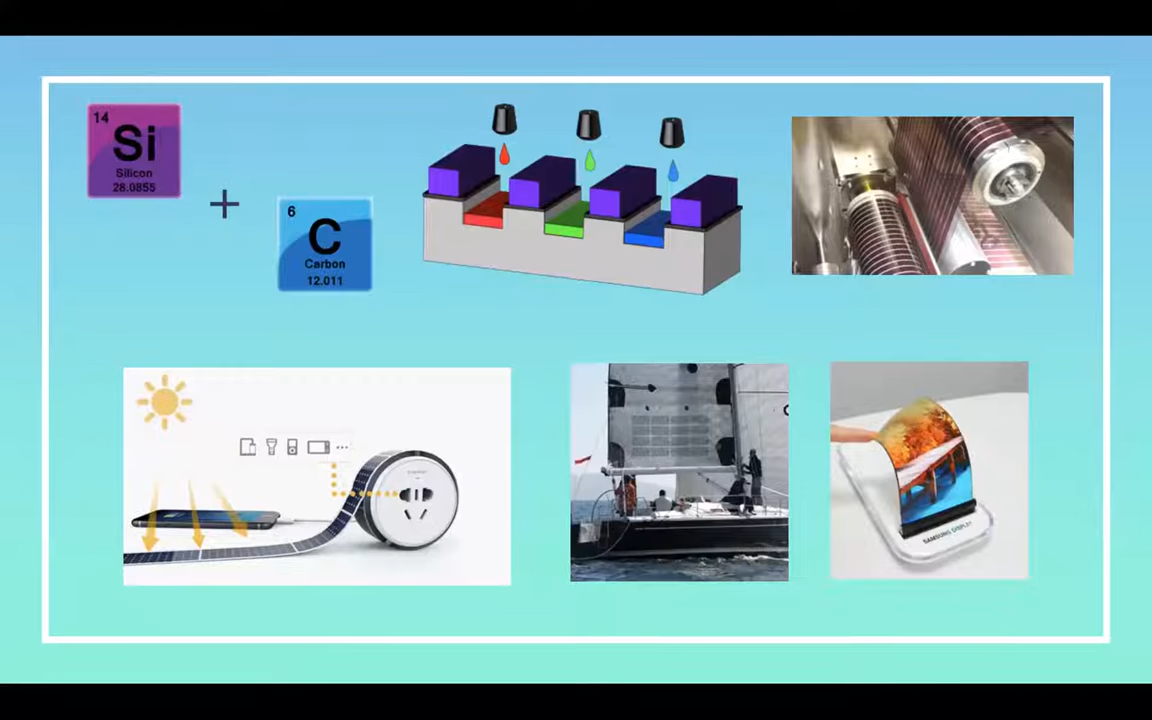 14
Si
Silicon
28.0855
+
6
C
Carbon
12.011
SAMSUNG DISPLAY